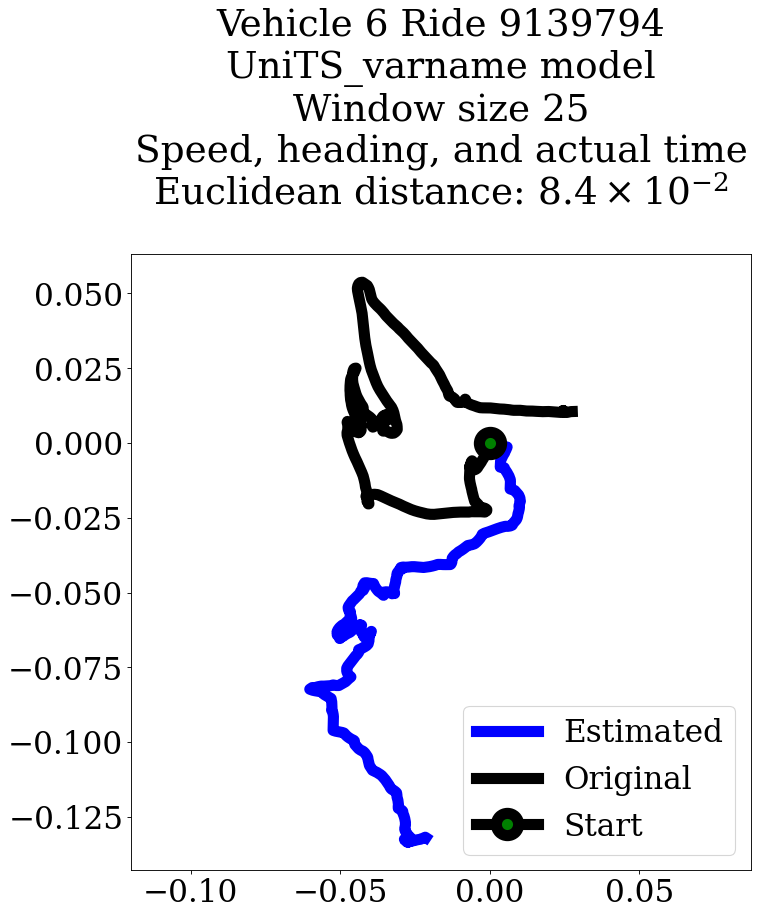 Vehicle 6 Ride 9139794
UniTS_varname model
Window size 25
Speed, heading, and actual time
Euclidean distance: 8.4 × 10⁻²
0.050
0.025
0.000
−0.025
−0.050
−0.075
−0.100
−0.125
Estimated
Original
Start
−0.10
−0.05
0.00
0.05